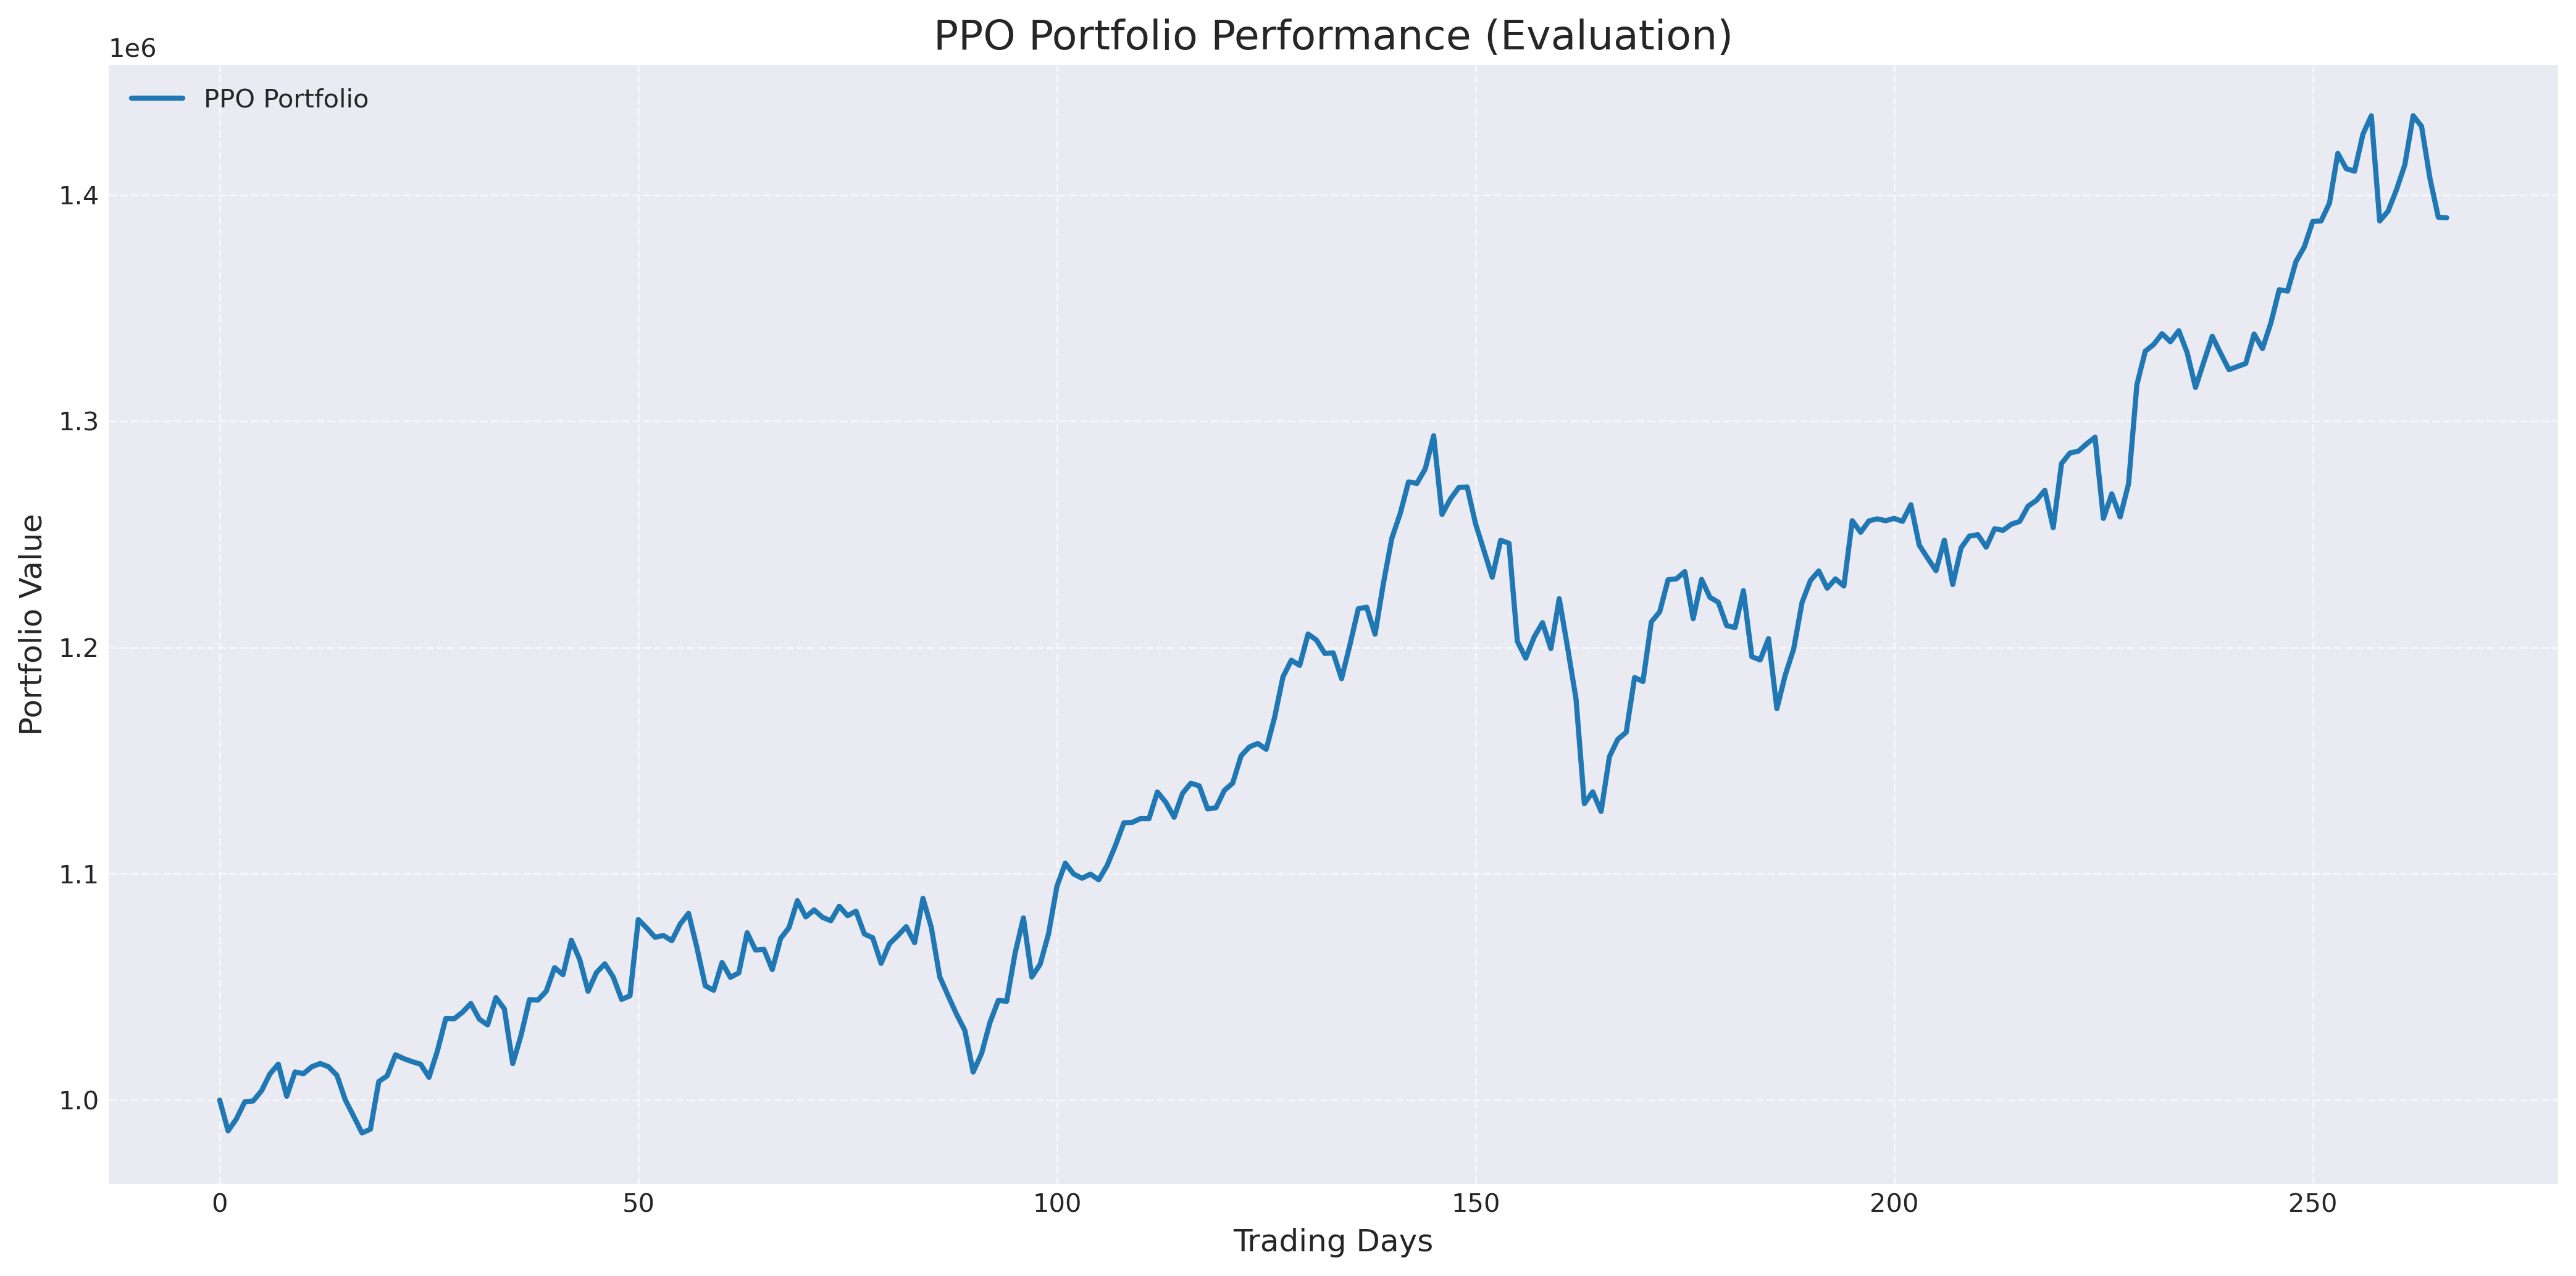 PPO Portfolio Performance (Evaluation)
1e6
PPO Portfolio
Portfolio Value
1.4
1.3
1.2
1.1
1.0
0 50 100 150 200 250
Trading Days